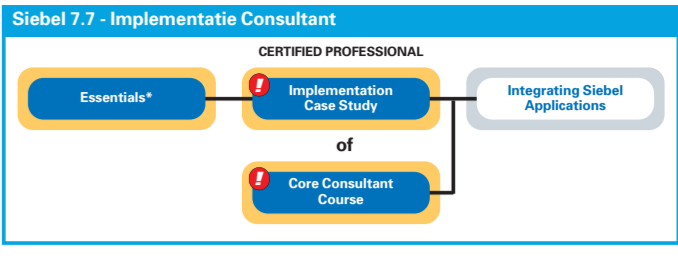 Siebel 7.7 - Implementatie Consultant
CERTIFIED PROFESSIONAL
Essentials*
!
Implementation
Case Study
Integrating Siebel
Applications
of
!
Core Consultant
Course